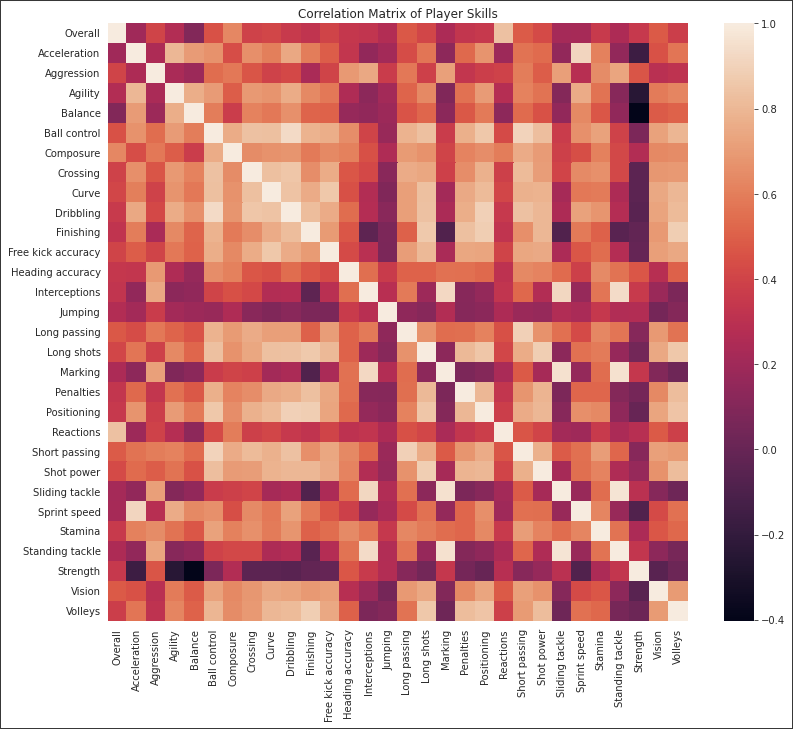 Correlation Matrix of Player Skills
Overall
Acceleration
Aggression
Agility
Balance
Ball control
Composure
Crossing
Curve
Dribbling
Finishing
Free kick accuracy
Heading accuracy
Interceptions
Jumping
Long passing
Long shots
Marking
Penalties
Positioning
Reactions
Short passing
Shot power
Sliding tackle
Sprint speed
Stamina
Standing tackle
Strength
Vision
Volleys
Overall
Acceleration
Aggression
Agility
Balance
Ball control
Composure
Crossing
Curve
Dribbling
Finishing
Free kick accuracy
Heading accuracy
Interceptions
Jumping
Long passing
Long shots
Marking
Penalties
Positioning
Reactions
Short passing
Shot power
Sliding tackle
Sprint speed
Stamina
Standing tackle
Strength
Vision
Volleys
1.0
0.8
0.6
0.4
0.2
0.0
−0.2
−0.4